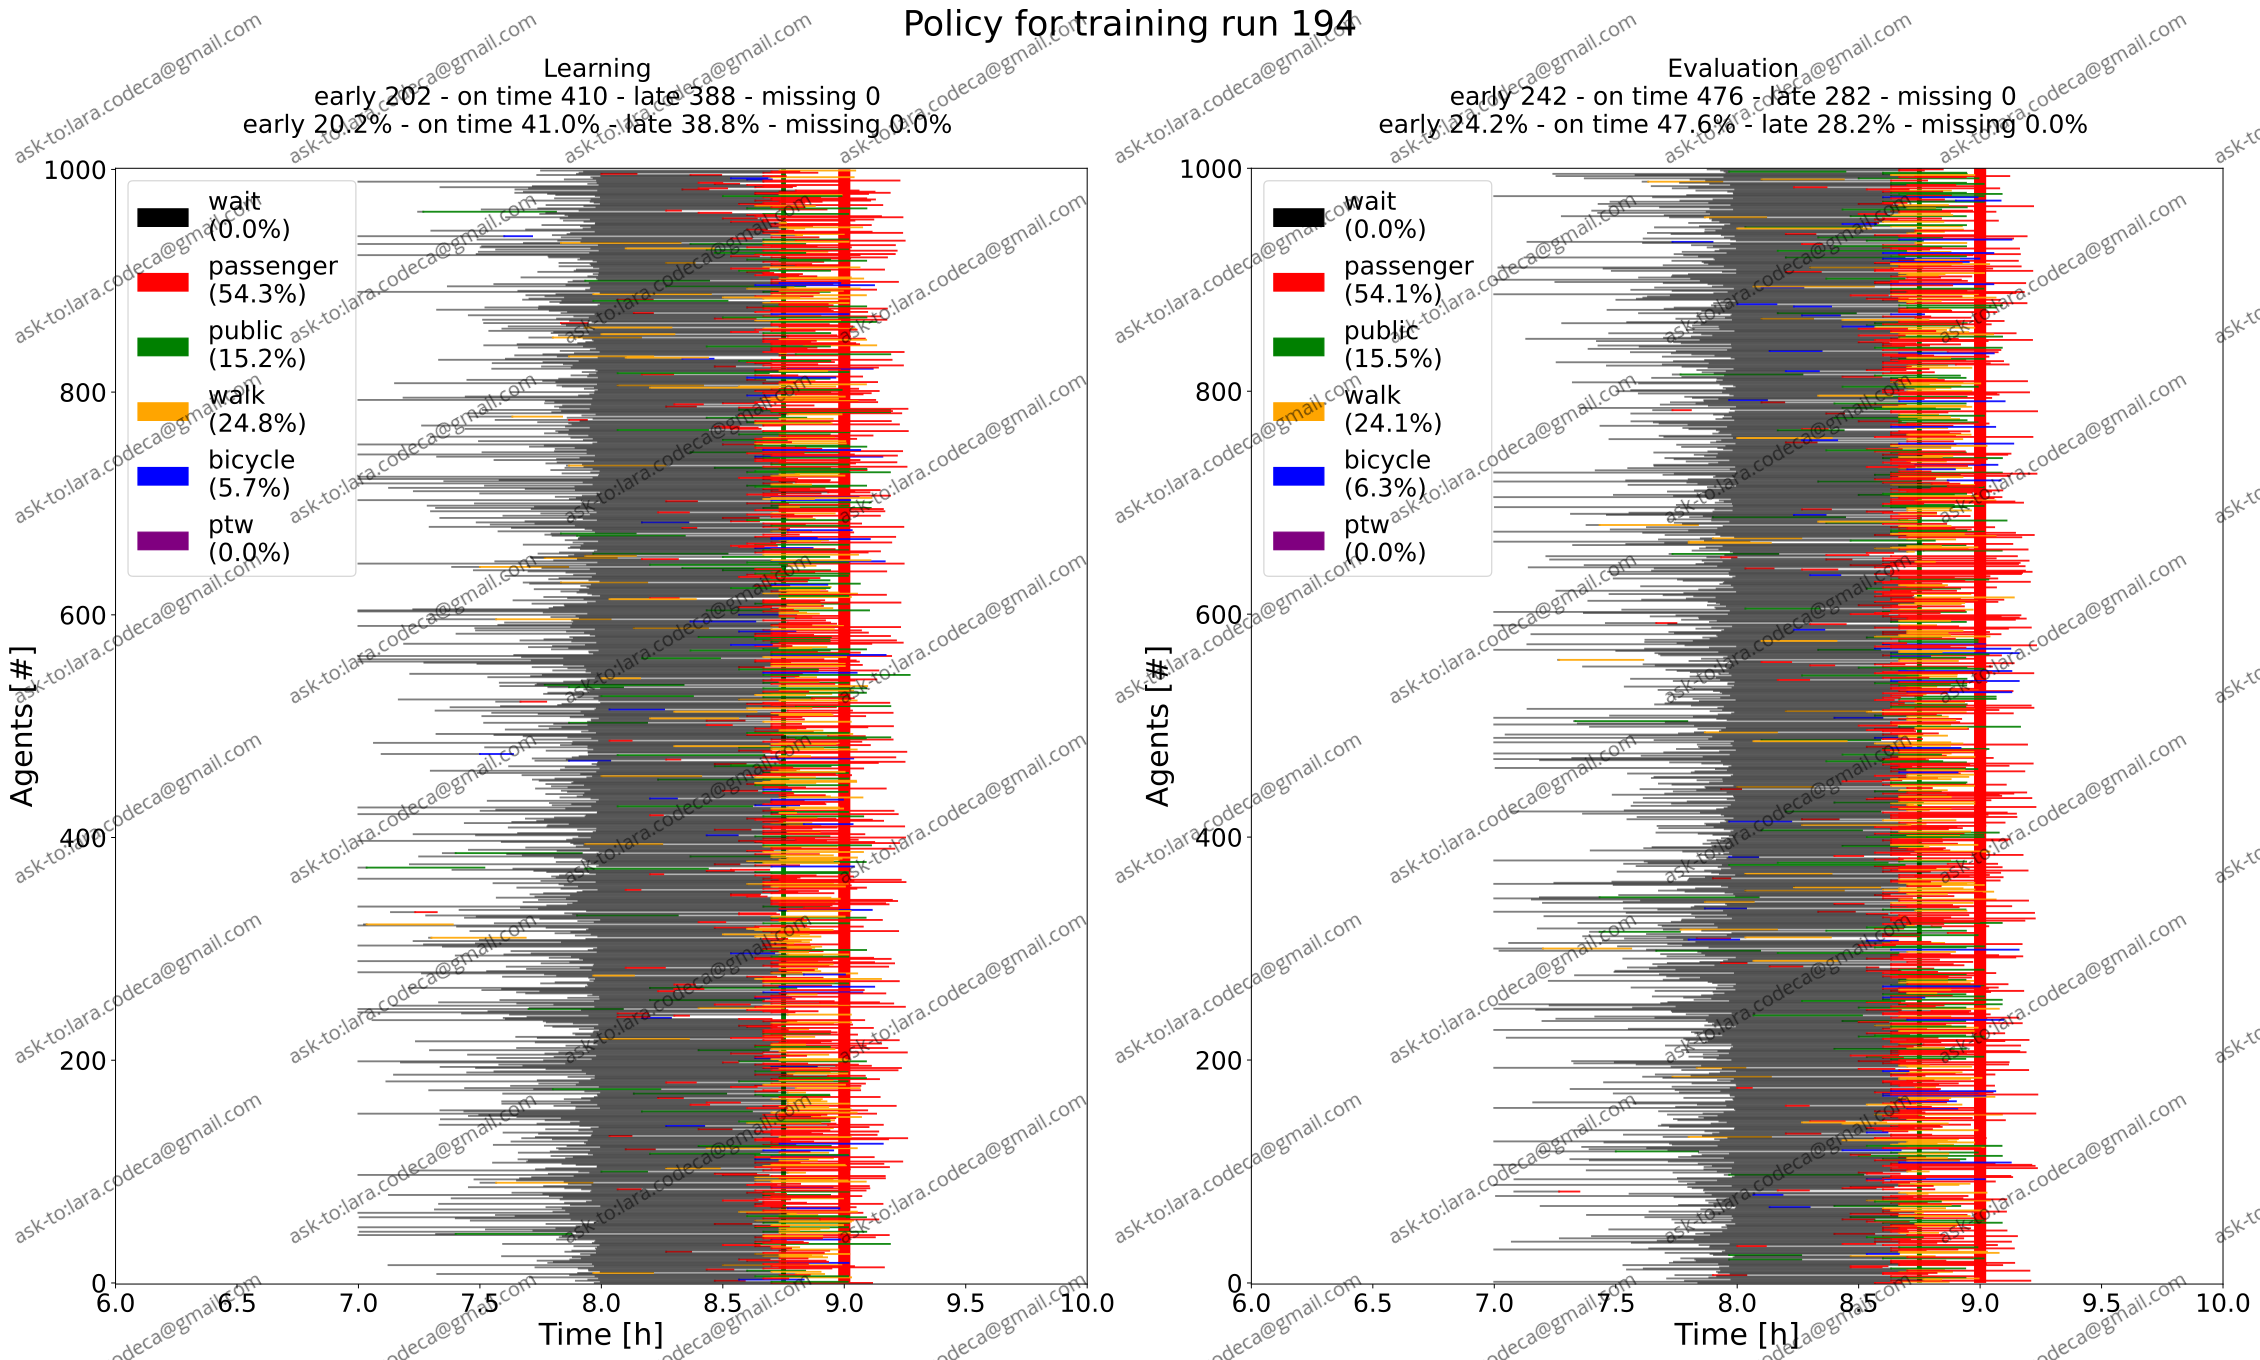 Policy for training run 194
Learning
early 202 - on time 410 - late 388 - missing 0
early 20.2% - on time 41.0% - late 38.8% - missing 0.0%
Evaluation
early 242 - on time 476 - late 282 - missing 0
early 24.2% - on time 47.6% - late 28.2% - missing 0.0%
wait
(0.0%)
passenger
(54.3%)
public
(15.2%)
walk
(24.8%)
bicycle
(5.7%)
ptw
(0.0%)
1000
800
600
400
200
0
Agents [#]
6.0 6.5 7.0 7.5 8.0 8.5 9.0 9.5 10.0
Time [h]
wait
(0.0%)
passenger
(54.1%)
public
(15.5%)
walk
(24.1%)
bicycle
(6.3%)
ptw
(0.0%)
1000
800
600
400
200
0
Agents [#]
6.0 6.5 7.0 7.5 8.0 8.5 9.0 9.5 10.0
Time [h]
ask-to:lara.codeca@gmail.com